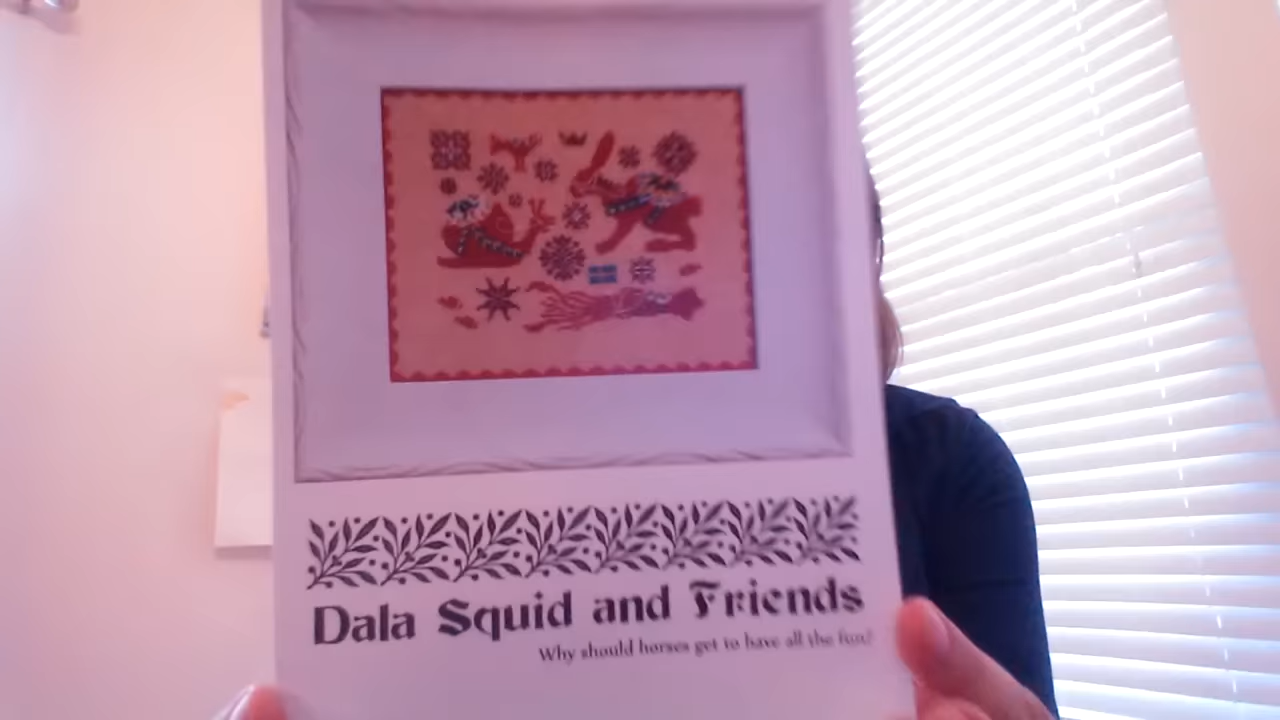 Dala Squid and Friends
Why should horses get to have all the fun?